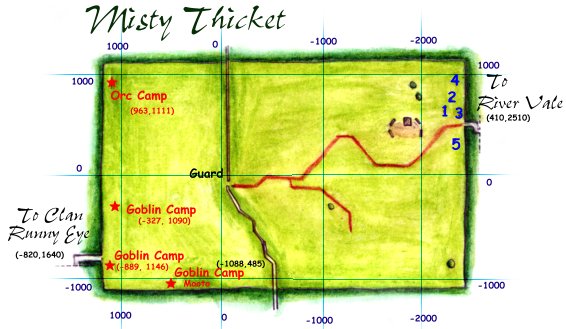 Misty Thicket
1000 0 -1000 -2000
1000 1000
4
2
1 3
5
To
River Vale
(410,2510)
Orc Camp
(963,1111)
Guard
0 0
Goblin Camp
(-327, 1090)
To Clan
Runny Eye
(-820,1640)
Goblin Camp
(-889, 1146)
(-1088,485)
Goblin Camp
-1000 -1000
1000 0 -1000 -2000